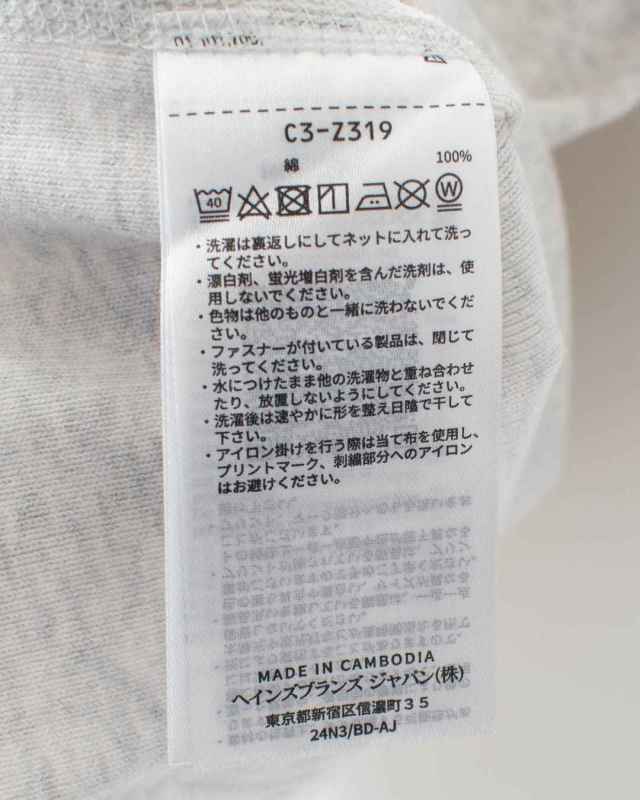 C3-Z319
綿 100%
40 W
・洗濯は裏返しにしてネットに入れて洗っ
てください。
・漂白剤、蛍光増白剤を含んだ洗剤は、使
用しないでください。
・色物は他のものと一緒に洗わないでくだ
さい。
・ファスナーが付いている製品は、閉じて
洗ってください。
・水につけたまま他の洗濯物と重ね合わせ
たり、放置しないようにしてください。
・洗濯後は速やかに形を整え日陰で干して
下さい。
・アイロン掛けを行う際は当て布を使用し、
プリントマーク、刺繍部分へのアイロン
はお避けください。
MADE IN CAMBODIA
ヘインズブランズ ジャパン(株)
東京都新宿区信濃町35
24N3/BD-AJ